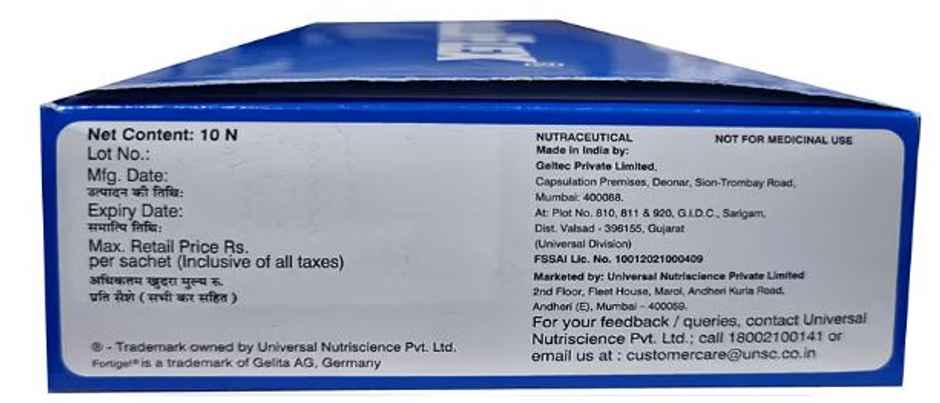 Net Content: 10 N
Lot No.:
Mfg. Date:
उत्पादन की तिथि:
Expiry Date:
समाप्ति तिथि:
Max. Retail Price Rs.
per sachet (Inclusive of all taxes)
अधिकतम खुदरा मुल्य रू.
प्रति सैशे ( सभी कर सहित )
® - Trademark owned by Universal Nutriscience Pvt. Ltd.
Fortigel® is a trademark of Gelita AG, Germany
NUTRACEUTICAL NOT FOR MEDICINAL USE
Made in India by:
Geltec Private Limited,
Capsulation Premises, Deonar, Sion-Trombay Road,
Mumbai: 400088.
At: Plot No. 810, 811 & 920, G.I.D.C., Sarigam,
Dist. Valsad - 396155, Gujarat
(Universal Division)
FSSAI Lic. No. 10012021000409
Marketed by: Universal Nutriscience Private Limited
2nd Floor, Fleet House, Marol, Andheri Kurla Road,
Andheri (E), Mumbai - 400059.
For your feedback / queries, contact Universal
Nutriscience Pvt. Ltd.; call 18002100141 or
email us at : customercare@unsc.co.in